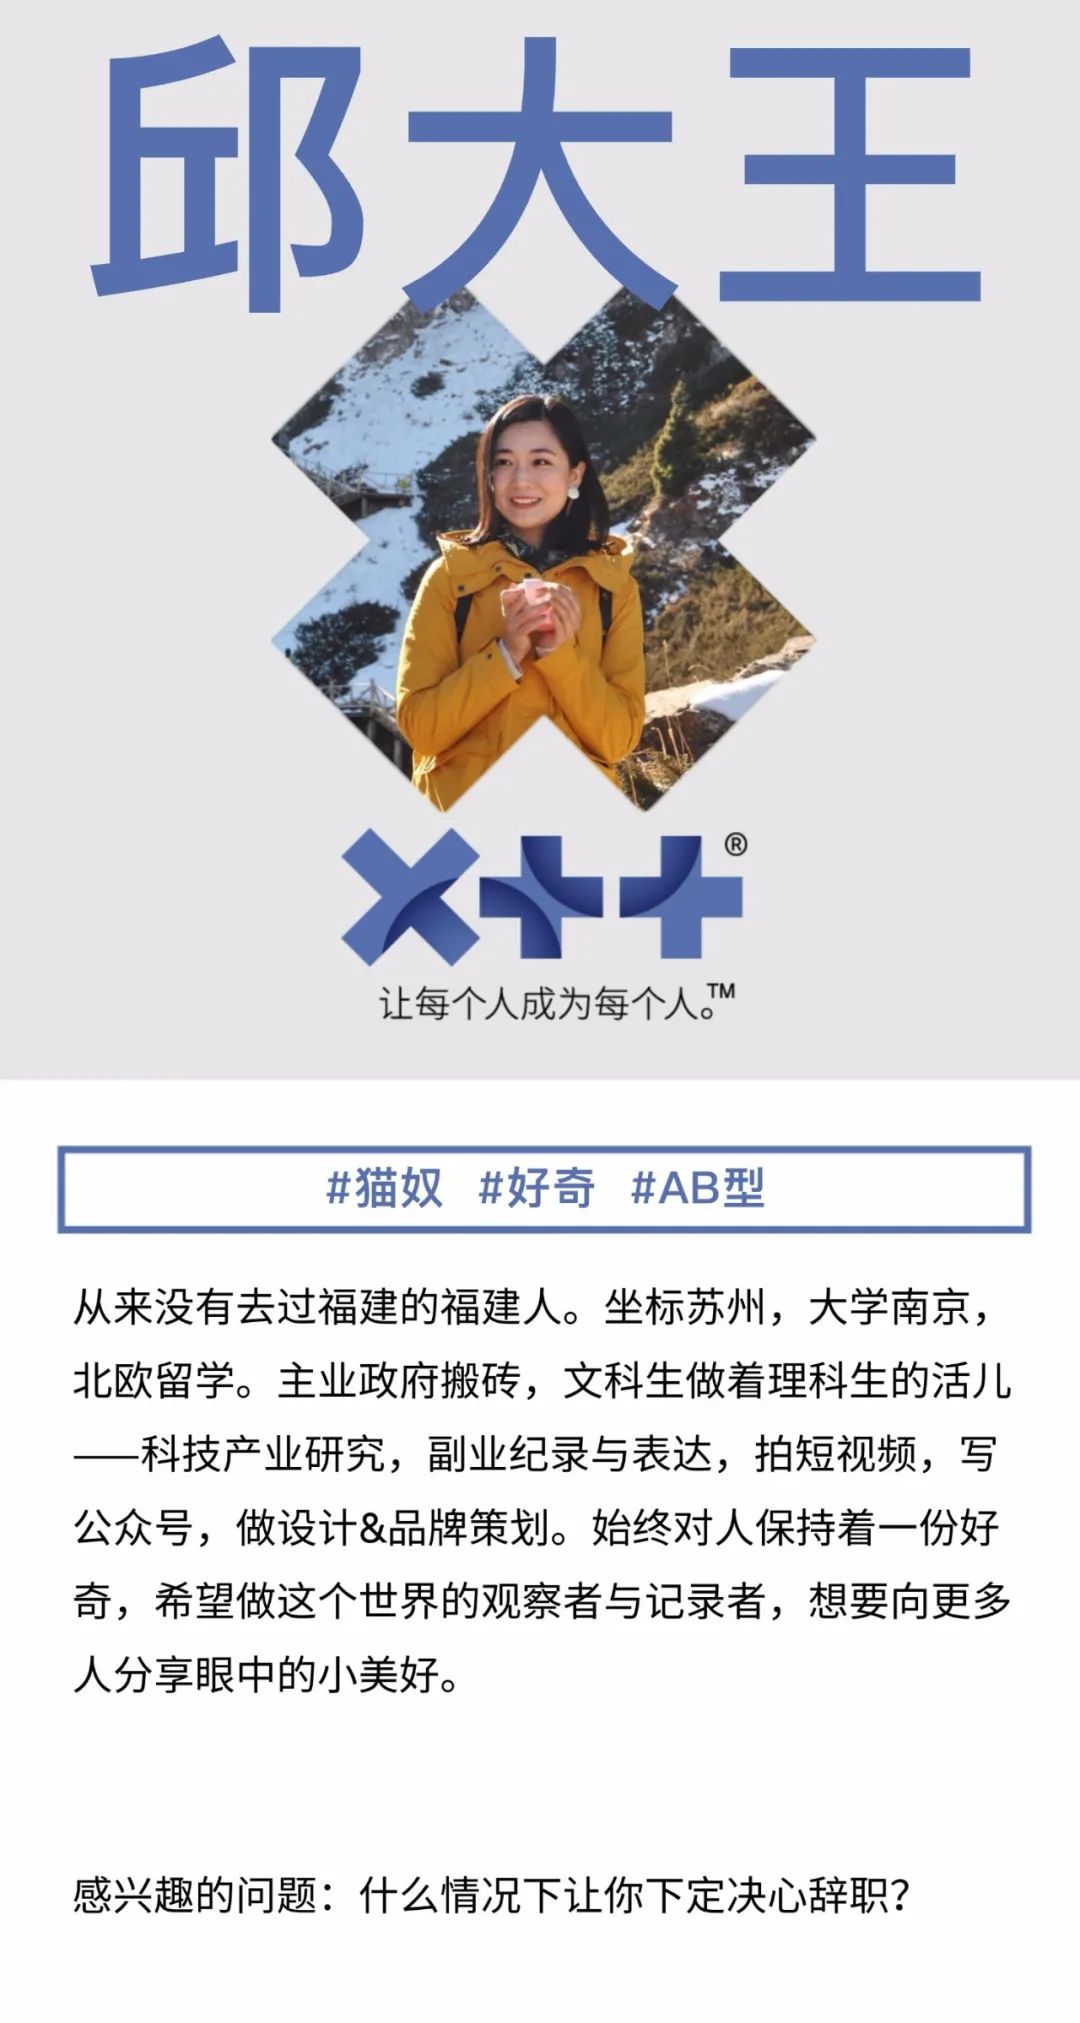 邱大王
X++®
让每个人成为每个人。™
#猫奴 #好奇 #AB型
从来没有去过福建的福建人。坐标苏州，大学南京，
北欧留学。主业政府搬砖，文科生做着理科生的活儿
——科技产业研究，副业纪录与表达，拍短视频，写
公众号，做设计&品牌策划。始终对人保持着一份好
奇，希望做这个世界的观察者与记录者，想要向更多
人分享眼中的小美好。
感兴趣的问题：什么情况下让你下定决心辞职？